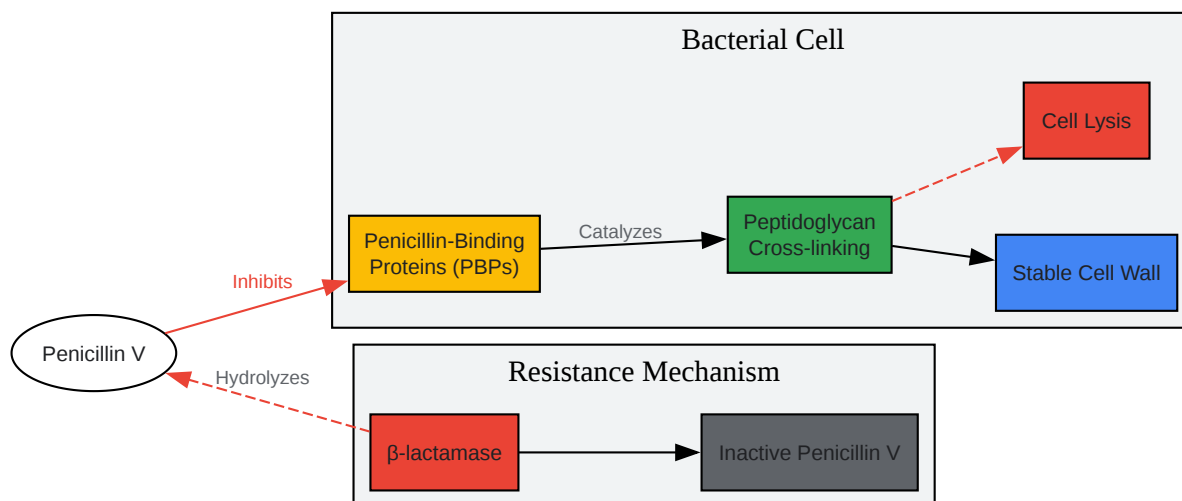 Bacterial Cell
Cell Lysis
Penicillin-Binding
Proteins (PBPs)
Catalyzes
Peptidoglycan
Cross-linking
Stable Cell Wall
Inhibits
Penicillin V
Hydrolyzes
Resistance Mechanism
β-lactamase
Inactive Penicillin V